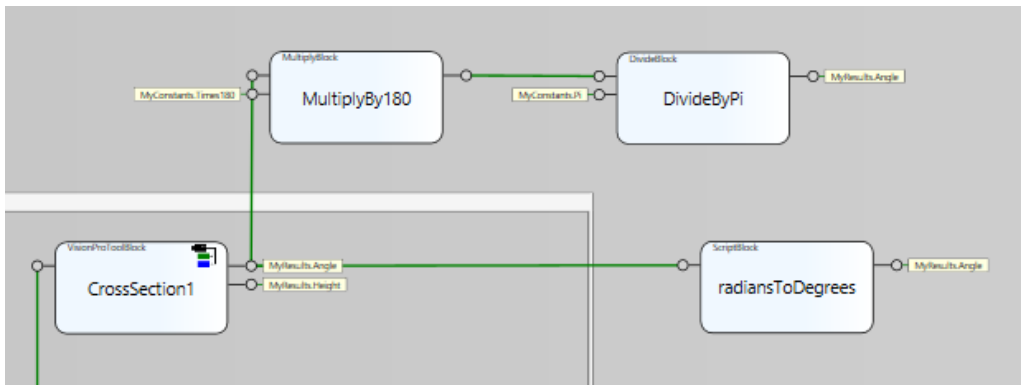 MultiplyBlock
MultiplyBy180
MyConstants.Times180
DivideBlock
DivideByPi
MyConstants.Pi
MyResults.Angle
VisionProToolBlock
CrossSection1
MyResults.Angle
MyResults.Height
ScriptBlock
radiansToDegrees
MyResults.Angle